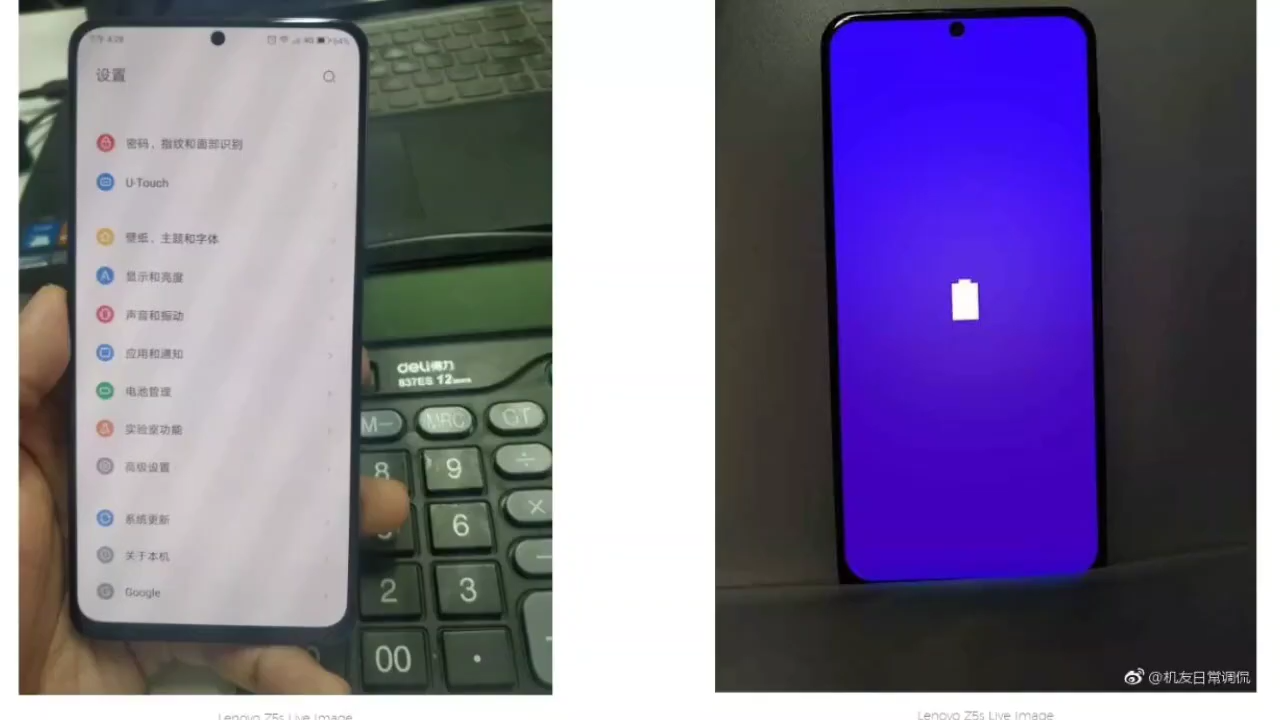 4G
64%
设置
密码、指纹和面部识别
U-Touch
壁纸、主题和字体
显示和亮度
声音和振动
应用和通知
电池管理
实验室功能
高级设置
系统更新
关于本机
Google
deli得力
837ES 12
M-
MRC
GT
8
9
÷
6
×
2
3
00
.
@机友日常调侃
Lenovo Z5s Live Image
Lenovo Z5s Live Image